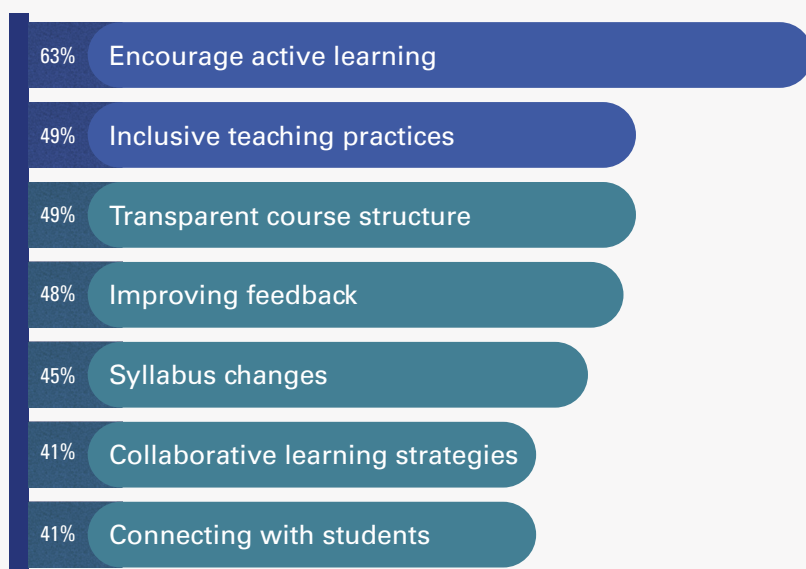 63% Encourage active learning
49% Inclusive teaching practices
49% Transparent course structure
48% Improving feedback
45% Syllabus changes
41% Collaborative learning strategies
41% Connecting with students